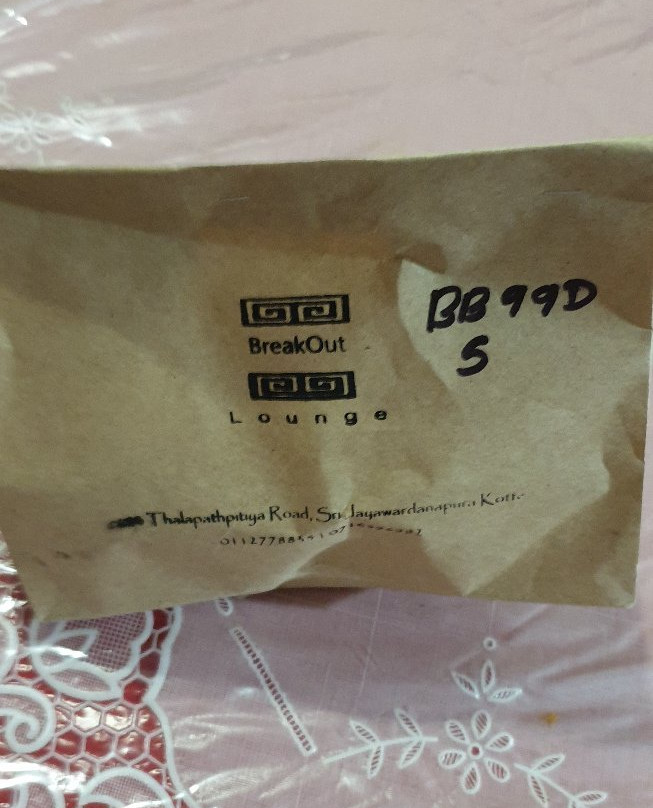 BreakOut
Lounge
BB99D
S
Thalapathpitiya Road, Sri Jayawardanapura Kotte